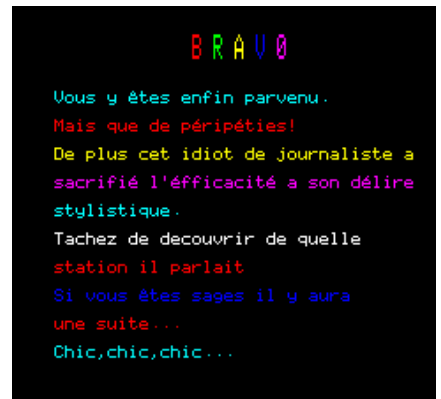 B R A V 0
Vous y êtes enfin parvenu.
Mais que de péripéties!
De plus cet idiot de journaliste a
sacrifié l'éfficacité a son délire
stylistique.
Tachez de decouvrir de quelle
station il parlait
Si vous êtes sages il y aura
une suite...
Chic,chic,chic...